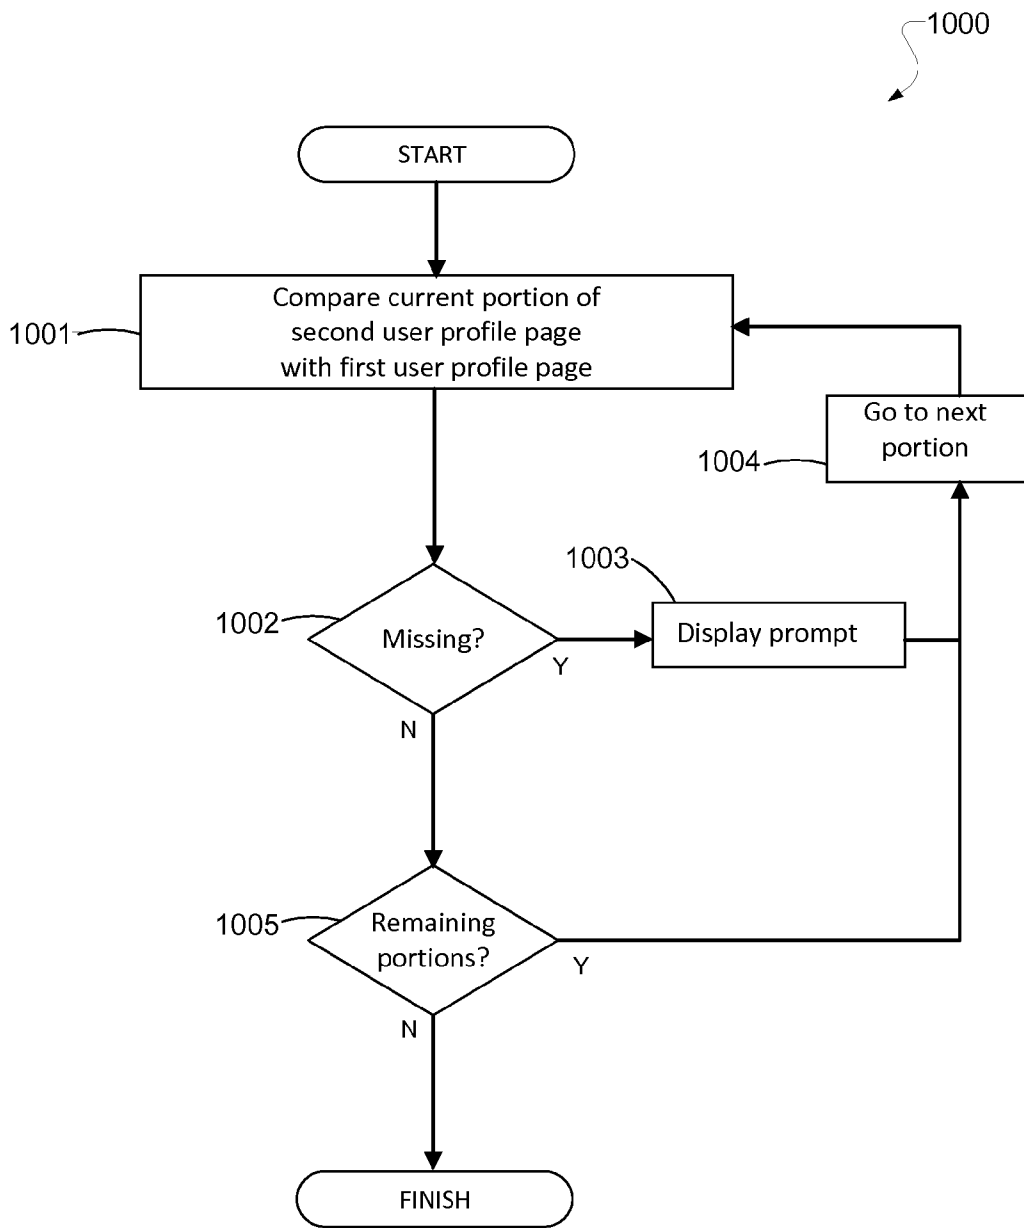 1000
START
Compare current portion of
second user profile page
with first user profile page
1001
Go to next
portion
1004
1003
1002
Missing?
Display prompt
Y
N
1005
Remaining
portions?
Y
N
FINISH